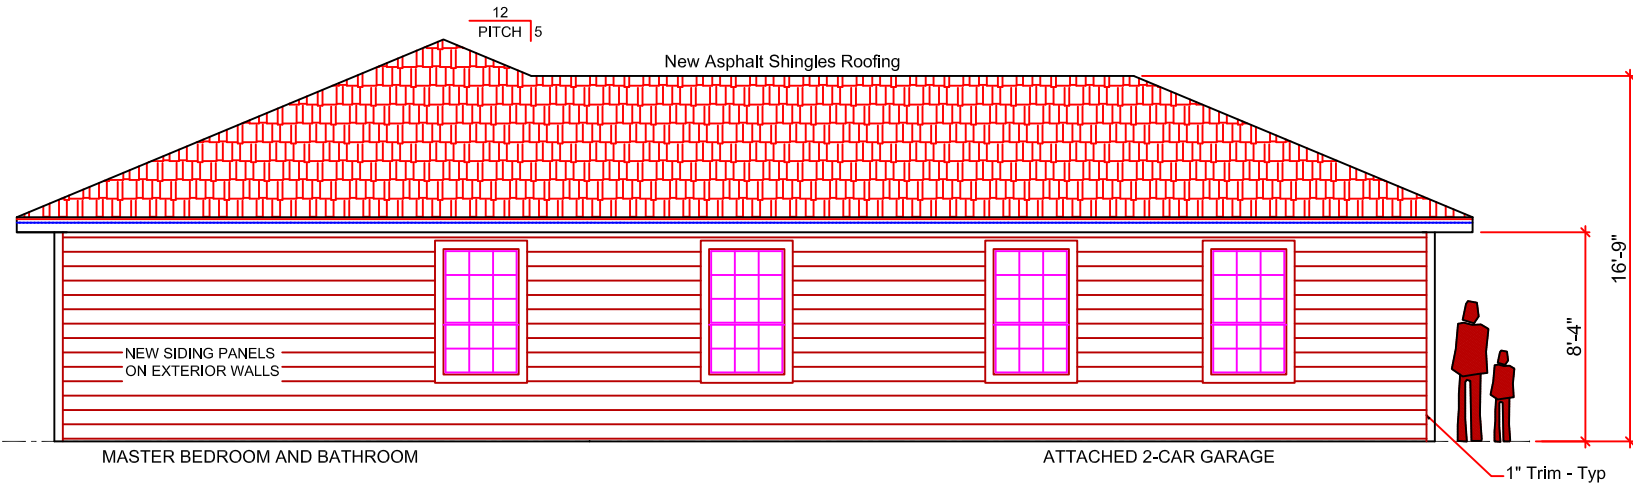 12
PITCH 5
New Asphalt Shingles Roofing
16'-9"
8'-4"
NEW SIDING PANELS
ON EXTERIOR WALLS
MASTER BEDROOM AND BATHROOM
ATTACHED 2-CAR GARAGE
1" Trim - Typ